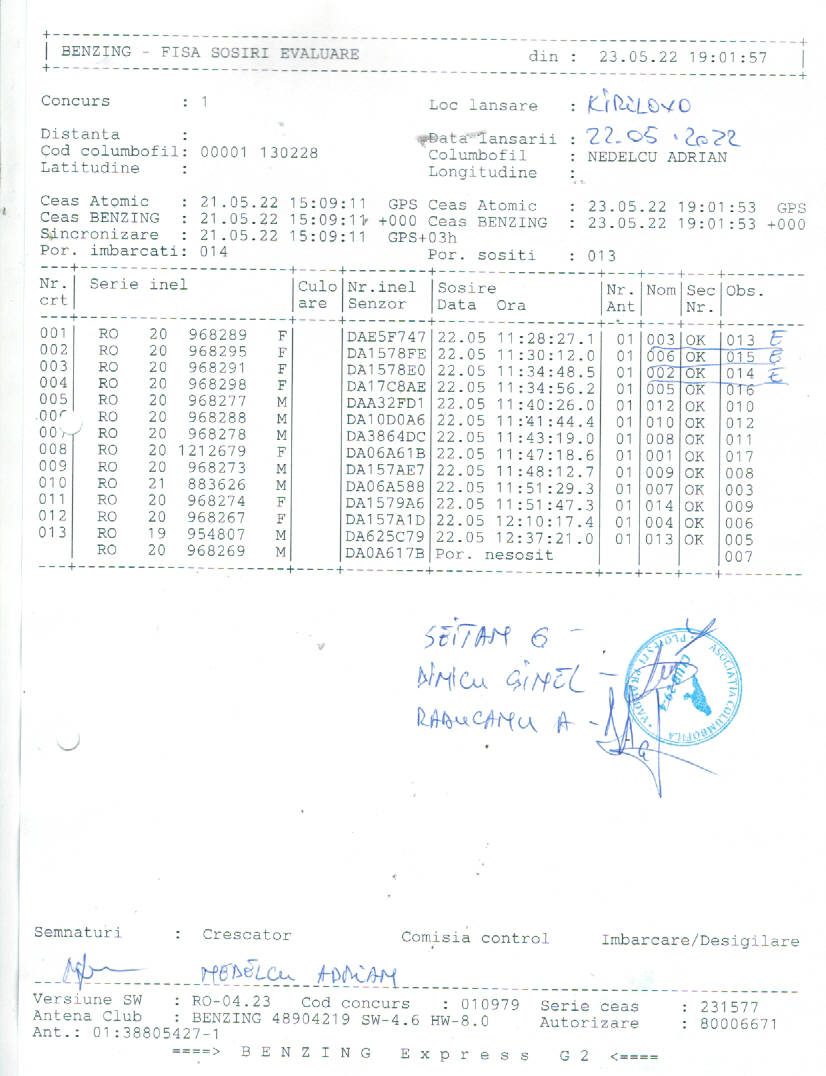 BENZING - FISA SOSIRI EVALUARE din : 23.05.22 19:01:57
Concurs : 1 Loc lansare : KIRILOVO
Distanta : Data lansarii : 22.05.2022
Cod columbofil: 00001 130228 Columbofil : NEDELCU ADRIAN
Latitudine : Longitudine :
Ceas Atomic : 21.05.22 15:09:11 GPS Ceas Atomic : 23.05.22 19:01:53 GPS
Ceas BENZING : 21.05.22 15:09:11 +000 Ceas BENZING : 23.05.22 19:01:53 +000
Sincronizare : 21.05.22 15:09:11 GPS+03h
Por. imbarcati: 014 Por. sositi : 013
Nr. Serie inel Culo Nr.inel Sosire Nr. Nom Sec Obs.
crt are Senzor Data Ora Ant Nr.
001 RO 20 968289 F DAE5F747 22.05 11:28:27.1 01 003 OK 013 E
002 RO 20 968295 F DA1578FE 22.05 11:30:12.0 01 006 OK 015 E
003 RO 20 968291 F DA1578E0 22.05 11:34:48.5 01 002 OK 014 E
004 RO 20 968298 F DA17C8AE 22.05 11:34:56.2 01 005 OK 016
005 RO 20 968277 M DAA32FD1 22.05 11:40:26.0 01 012 OK 010
006 RO 20 968288 M DA10D0A6 22.05 11:41:44.4 01 010 OK 012
007 RO 20 968278 M DA3864DC 22.05 11:43:19.0 01 008 OK 011
008 RO 20 1212679 F DA06A61B 22.05 11:47:18.6 01 001 OK 017
009 RO 20 968273 M DA157AE7 22.05 11:48:12.7 01 009 OK 008
010 RO 21 883626 M DA06A588 22.05 11:51:29.3 01 007 OK 003
011 RO 20 968274 F DA1579A6 22.05 11:51:47.3 01 014 OK 009
012 RO 20 968267 F DA157A1D 22.05 12:10:17.4 01 004 OK 006
013 RO 19 954807 M DA625C79 22.05 12:37:21.0 01 013 OK 005
RO 20 968269 M DA0A617B Por. nesosit 007
SEITAM G -
DIMICU GIMEL -
RADUCAMU A -
ASOCIATIA COLUMBOFILA
Semnaturi : Crescator Comisia control Imbarcare/Desigilare
MEDELCU ADRIAM
Versiune SW : RO-04.23 Cod concurs : 010979 Serie ceas : 231577
Antena Club : BENZING 48904219 SW-4.6 HW-8.0 Autorizare : 80006671
Ant.: 01:38805427-1
====> B E N Z I N G E x p r e s s G 2 <====